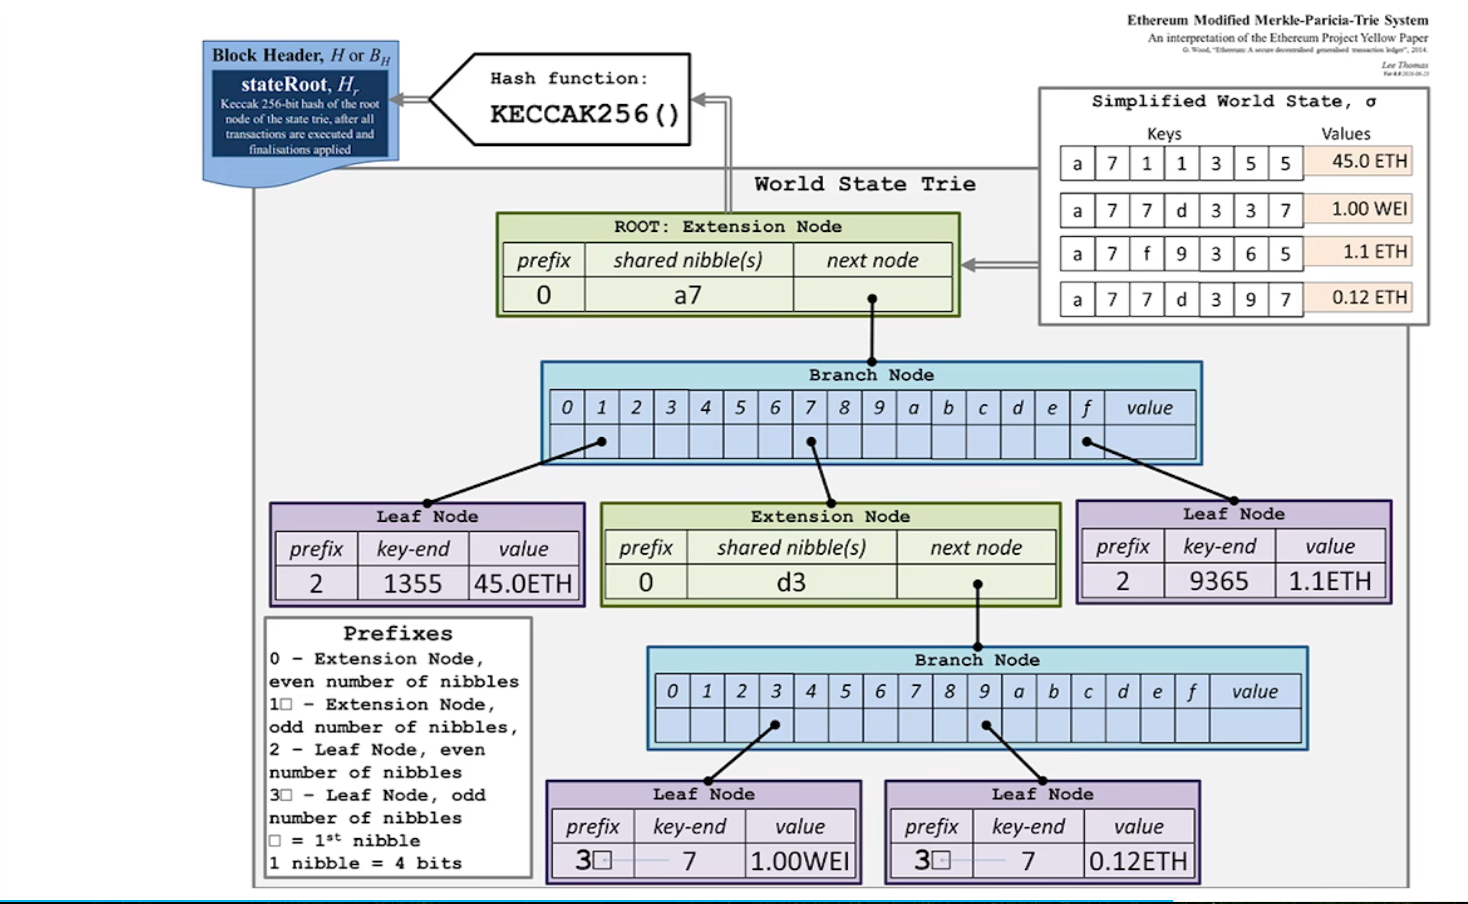 Ethereum Modified Merkle-Paricia-Trie System
An interpretation of the Ethereum Project Yellow Paper
G. Wood, "Ethereum: A secure decentralised generalised transaction ledger", 2014.
Lee Thomas
Block Header, H or BH
stateRoot, Hr
Keccak 256-bit hash of the root
node of the state trie, after all
transactions are executed and
finalisations applied
Hash function:
KECCAK256()
Simplified World State, σ
Keys Values
a 7 1 1 3 5 5 45.0 ETH
a 7 7 d 3 3 7 1.00 WEI
a 7 f 9 3 6 5 1.1 ETH
a 7 7 d 3 9 7 0.12 ETH
World State Trie
ROOT: Extension Node
prefix shared nibble(s) next node
0 a7
Branch Node
0 1 2 3 4 5 6 7 8 9 a b c d e f value
Leaf Node
prefix key-end value
2 1355 45.0ETH
Extension Node
prefix shared nibble(s) next node
0 d3
Leaf Node
prefix key-end value
2 9365 1.1ETH
Prefixes
0 – Extension Node,
even number of nibbles
1□ – Extension Node,
odd number of nibbles,
2 – Leaf Node, even
number of nibbles
3□ – Leaf Node, odd
number of nibbles
□ = 1st nibble
1 nibble = 4 bits
Branch Node
0 1 2 3 4 5 6 7 8 9 a b c d e f value
Leaf Node
prefix key-end value
3□ 7 1.00WEI
Leaf Node
prefix key-end value
3□ 7 0.12ETH